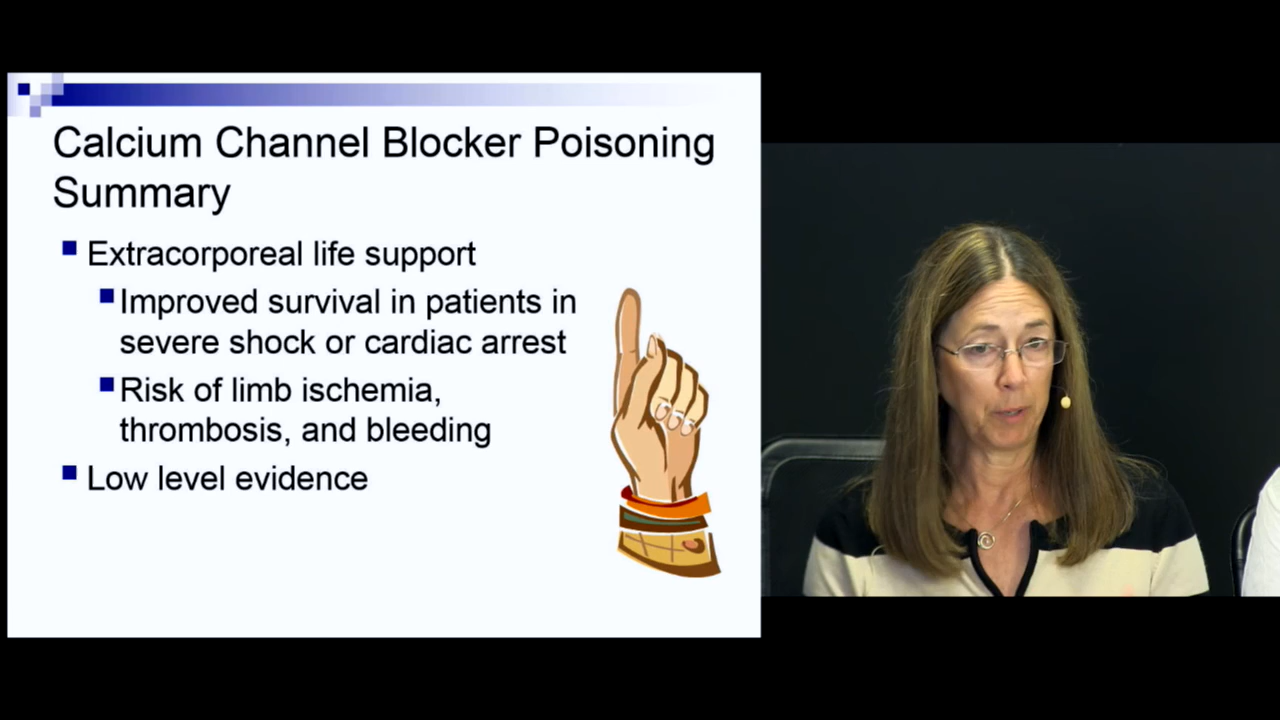 Calcium Channel Blocker Poisoning
Summary
Extracorporeal life support
Improved survival in patients in
severe shock or cardiac arrest
Risk of limb ischemia,
thrombosis, and bleeding
Low level evidence